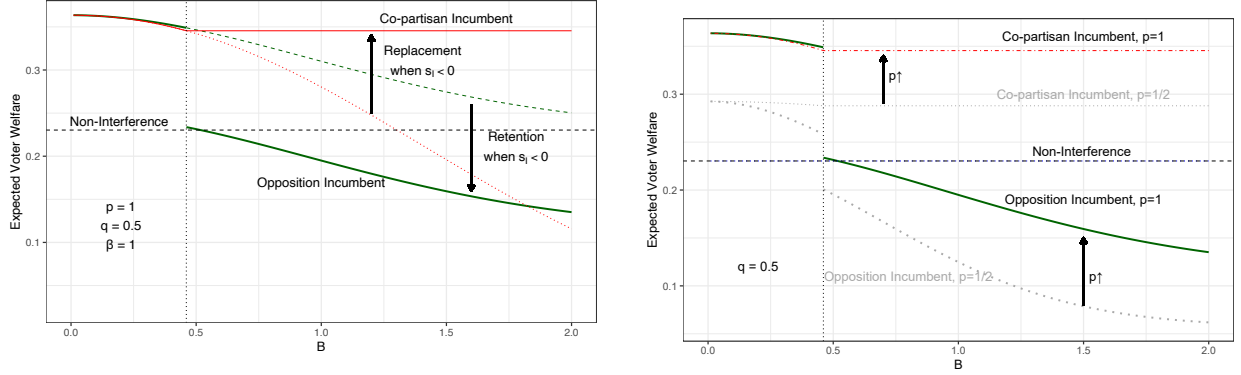 Co-partisan Incumbent
Replacement
when sᵢ < 0
Non-Interference
Retention
when sᵢ < 0
Opposition Incumbent
p = 1
q = 0.5
β = 1
Expected Voter Welfare
0.3
0.2
0.1
0.0
0.5
1.0
1.5
2.0
B
Co-partisan Incumbent, p=1
p↑
Co-partisan Incumbent, p=1/2
Non-Interference
Opposition Incumbent, p=1
q = 0.5
Opposition Incumbent, p=1/2
p↑
Expected Voter Welfare
0.3
0.2
0.1
0.0
0.5
1.0
1.5
2.0
B